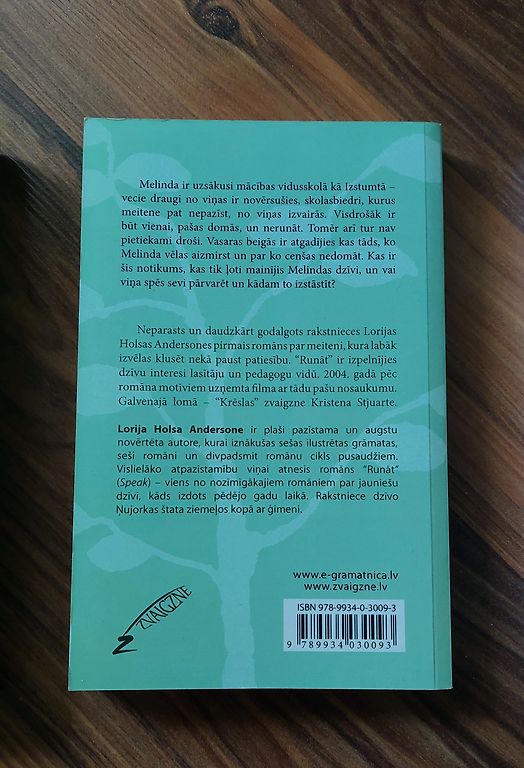 Melinda ir uzsākusi mācības vidusskolā kā Izstumtā –
vecie draugi no viņas ir novērsušies, skolasbiedri, kurus
meitene pat nepazīst, no viņas izvairās. Visdrošāk ir
būt vienai, pašas domās, un nerunāt. Tomēr arī tur nav
pietiekami droši. Vasaras beigās ir atgadījies kas tāds, ko
Melinda vēlas aizmirst un par ko cenšas nedomāt. Kas ir
šis notikums, kas tik ļoti mainījis Melindas dzīvi, un vai
viņa spēs sevi pārvarēt un kādam to izstāstīt?
Neparasts un daudzkārt godalgots rakstnieces Lorijas
Holsas Andersones pirmais romāns par meiteni, kura labāk
izvēlas klusēt nekā paust patiesību. "Runāt" ir izpelnījies
dzīvu interesi lasītāju un pedagogu vidū. 2004. gadā pēc
romāna motīviem uzņemta filma ar tādu pašu nosaukumu.
Galvenajā lomā – "Krēslas" zvaigzne Kristena Stjuarte.
Lorija Holsa Andersone ir plaši pazīstama un augstu
novērtēta autore, kurai iznākušas sešas ilustrētas grāmatas,
seši romāni un divpadsmit romānu cikls pusaudžiem.
Vislielāko atpazīstamību viņai atnesis romāns "Runāt"
(Speak) – viens no nozīmīgākajiem romāniem par jauniešu
dzīvi, kāds izdots pēdējo gadu laikā. Rakstniece dzīvo
Ņujorkas štata ziemeļos kopā ar ģimeni.
www.e-gramatnica.lv
www.zvaigzne.lv
ZVAIGZNE
ISBN 978-9934-0-3009-3
9 789934 030093